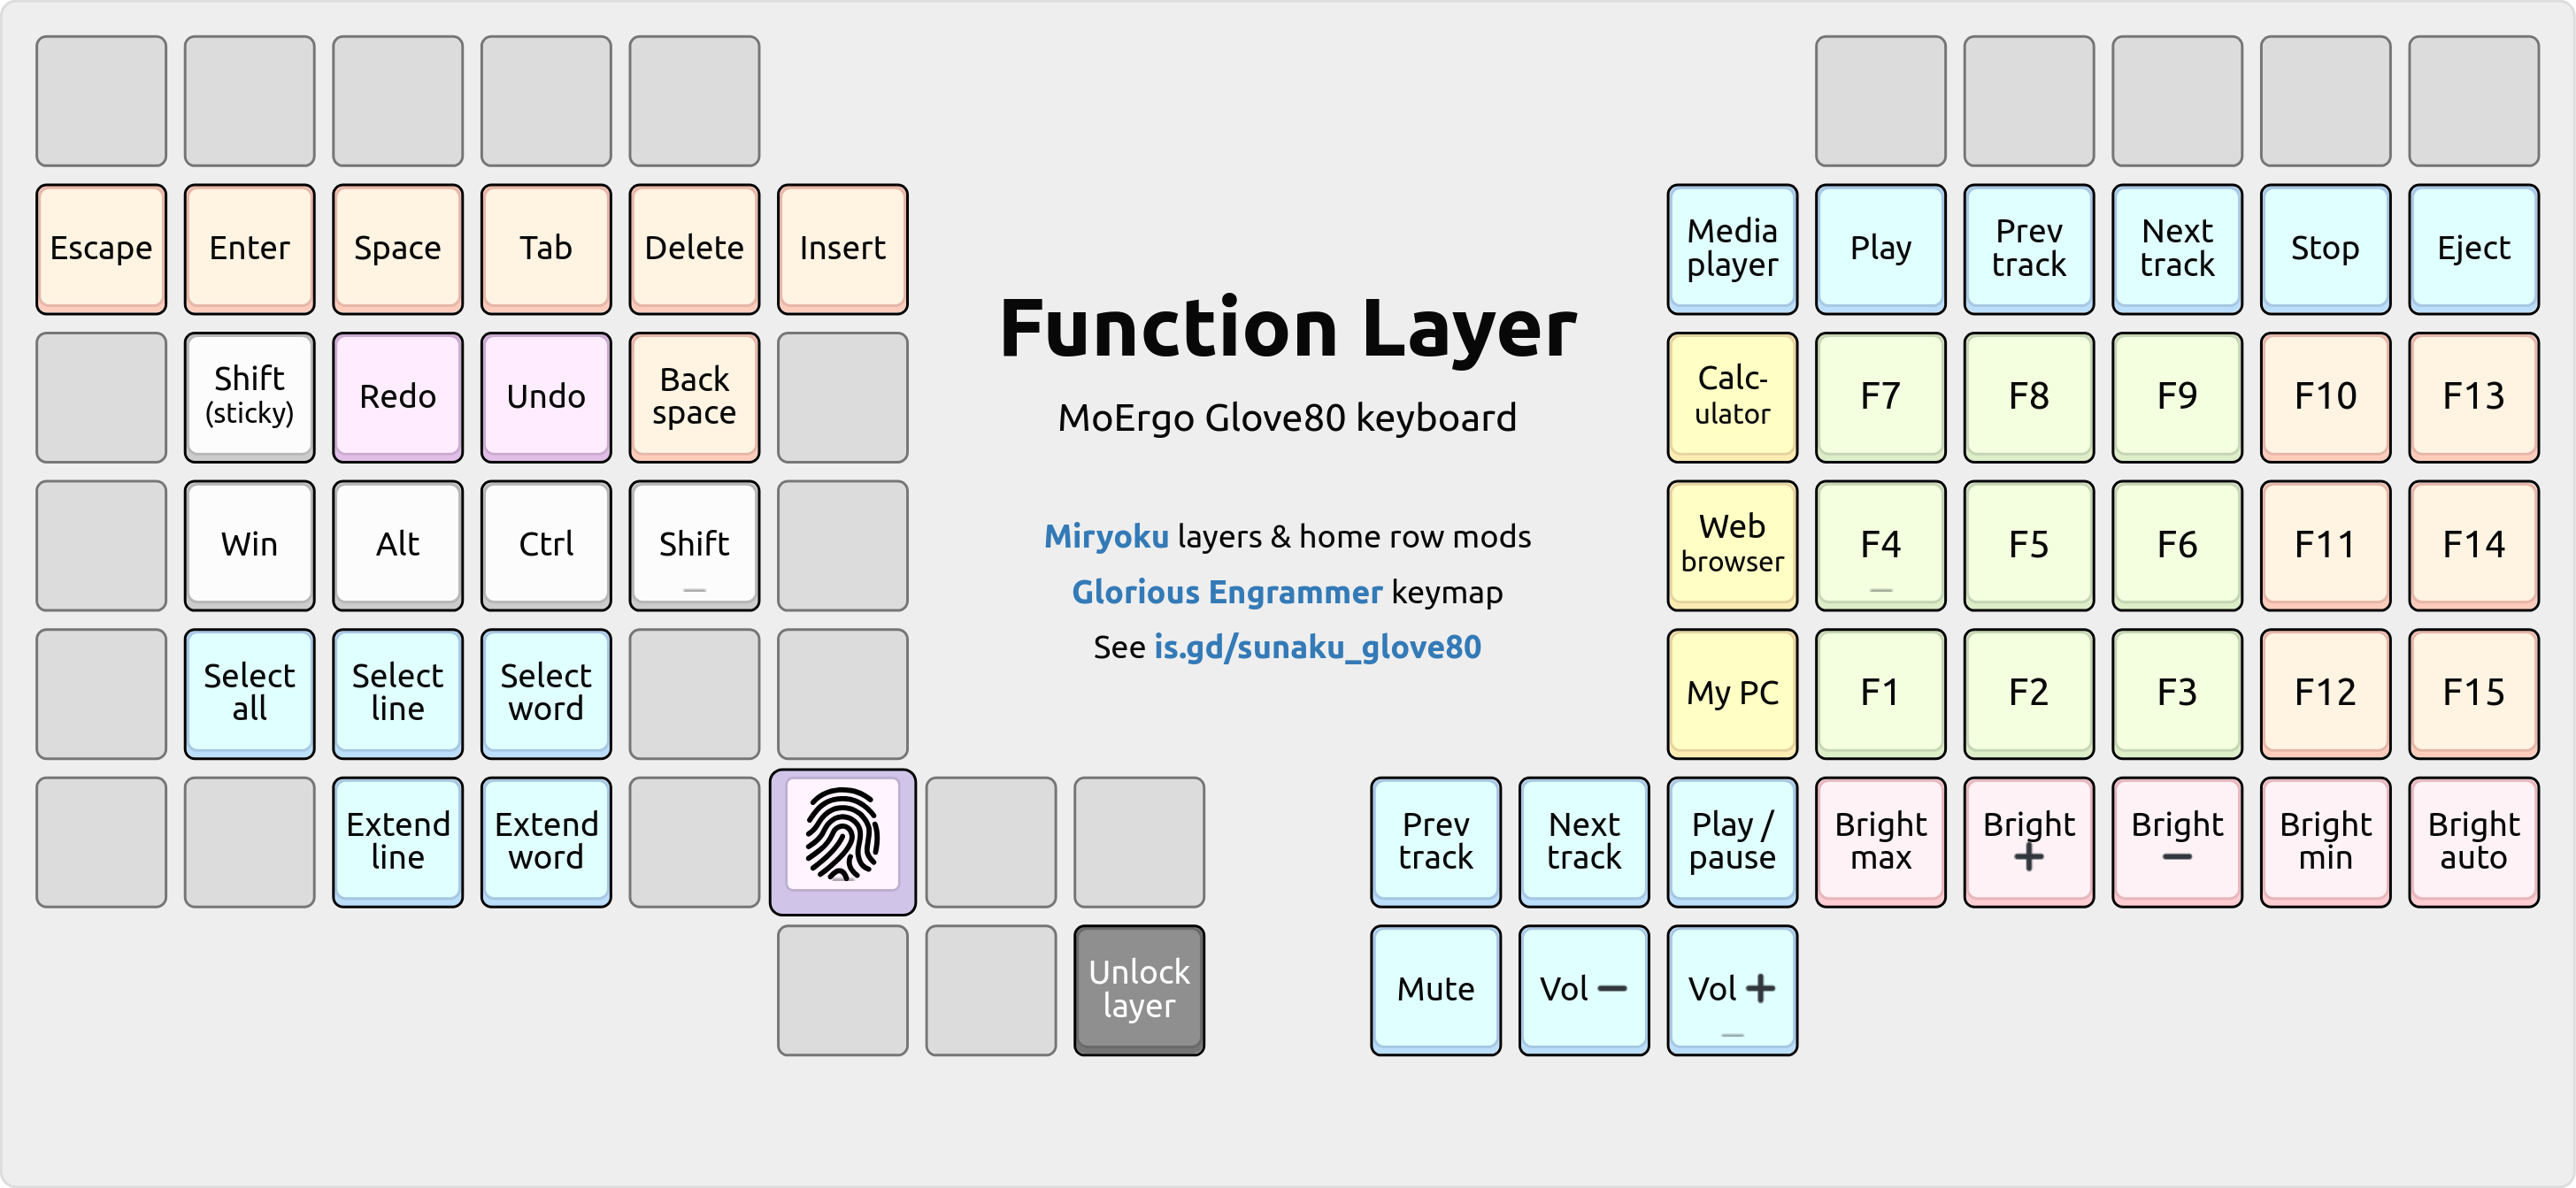 Escape
Enter
Space
Tab
Delete
Insert
Media
player
Play
Prev
track
Next
track
Stop
Eject
Function Layer
MoErgo Glove80 keyboard
Miryoku layers & home row mods
Glorious Engrammer keymap
See is.gd/sunaku_glove80
Shift
(sticky)
Redo
Undo
Back
space
Calc-
ulator
F7
F8
F9
F10
F13
Win
Alt
Ctrl
Shift
Web
browser
F4
F5
F6
F11
F14
Select
all
Select
line
Select
word
My PC
F1
F2
F3
F12
F15
Extend
line
Extend
word
Prev
track
Next
track
Play /
pause
Bright
max
Bright
+
Bright
−
Bright
min
Bright
auto
Unlock
layer
Mute
Vol −
Vol +